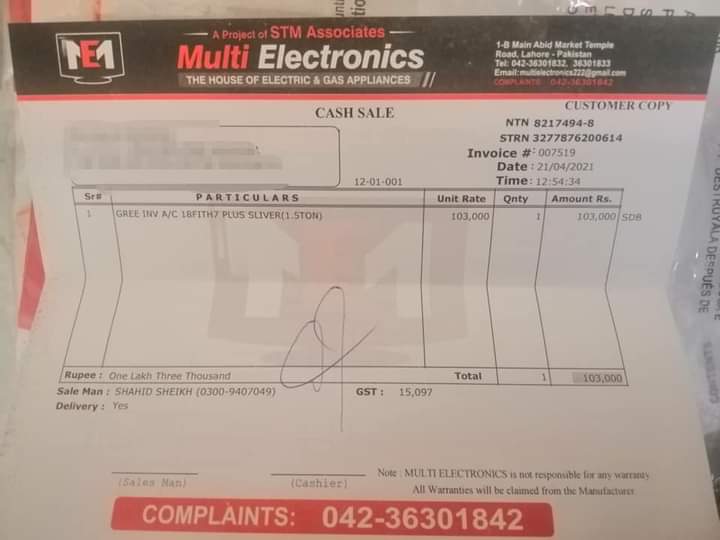 A Project of STM Associates
MEM
Multi Electronics
THE HOUSE OF ELECTRIC & GAS APPLIANCES //
1-B Main Abid Market Temple
Road, Lahore - Pakistan
Tel: 042-36301832, 36301833
Email: multielectronics222@gmail.com
COMPLAINTS: 042-36301842
CASH SALE
CUSTOMER COPY
NTN 8217494-8
STRN 3277876200614
Invoice #: 007519
Date : 21/04/2021
12-01-001
Time: 12:54:34
Sr# PARTICULARS Unit Rate Qnty Amount Rs.
1 GREE INV A/C 18FITH7 PLUS SLIVER(1.5TON) 103,000 1 103,000 SDB
Rupee : One Lakh Three Thousand Total 1 103,000
Sale Man : SHAHID SHEIKH (0300-9407049) GST : 15,097
Delivery : Yes
(Sales Man) (Cashier)
Note : MULTI ELECTRONICS is not responsible for any warranty
All Warranties will be claimed from the Manufacturer
COMPLAINTS: 042-36301842
DESTRUYALA DESPUÉS DE